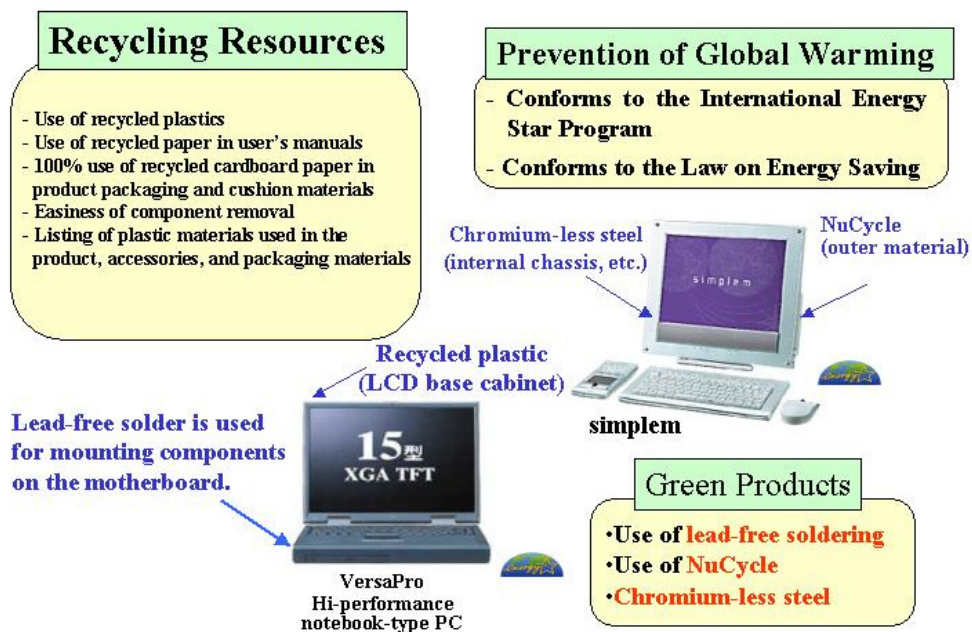 Recycling Resources
- Use of recycled plastics
- Use of recycled paper in user's manuals
- 100% use of recycled cardboard paper in
product packaging and cushion materials
- Easiness of component removal
- Listing of plastic materials used in the
product, accessories, and packaging materials
Prevention of Global Warming
- Conforms to the International Energy
Star Program
- Conforms to the Law on Energy Saving
Chromium-less steel
(internal chassis, etc.)
NuCycle
(outer material)
simplem
energy
simplem
Recycled plastic
(LCD base cabinet)
Lead-free solder is used
for mounting components
on the motherboard.
15型
XGA TFT
energy
VersaPro
Hi-performance
notebook-type PC
Green Products
•Use of lead-free soldering
•Use of NuCycle
•Chromium-less steel